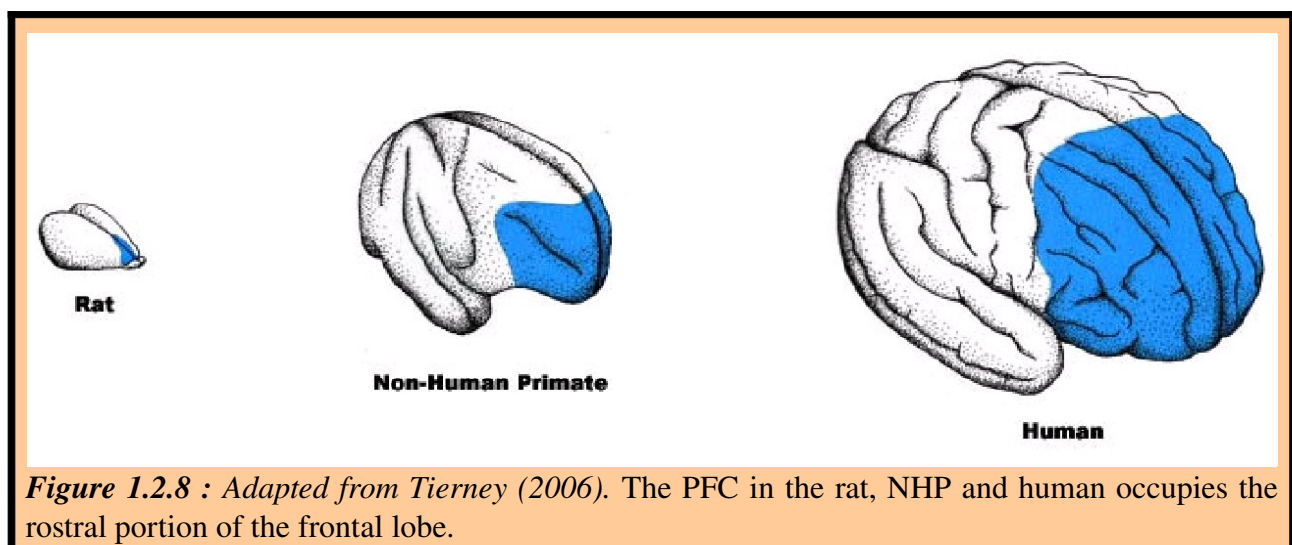 Rat
Non-Human Primate
Human
Figure 1.2.8 : Adapted from Tierney (2006). The PFC in the rat, NHP and human occupies the
rostral portion of the frontal lobe.